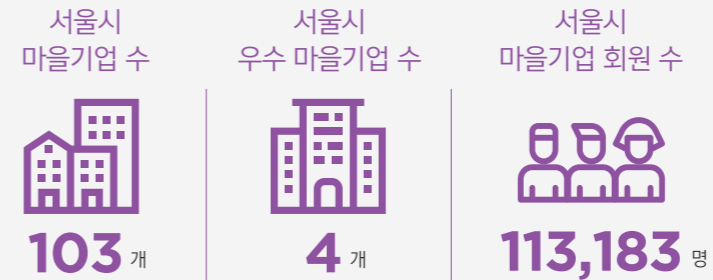 서울시
마을기업 수
103 개
서울시
우수 마을기업 수
4 개
서울시
마을기업 회원 수
113,183 명